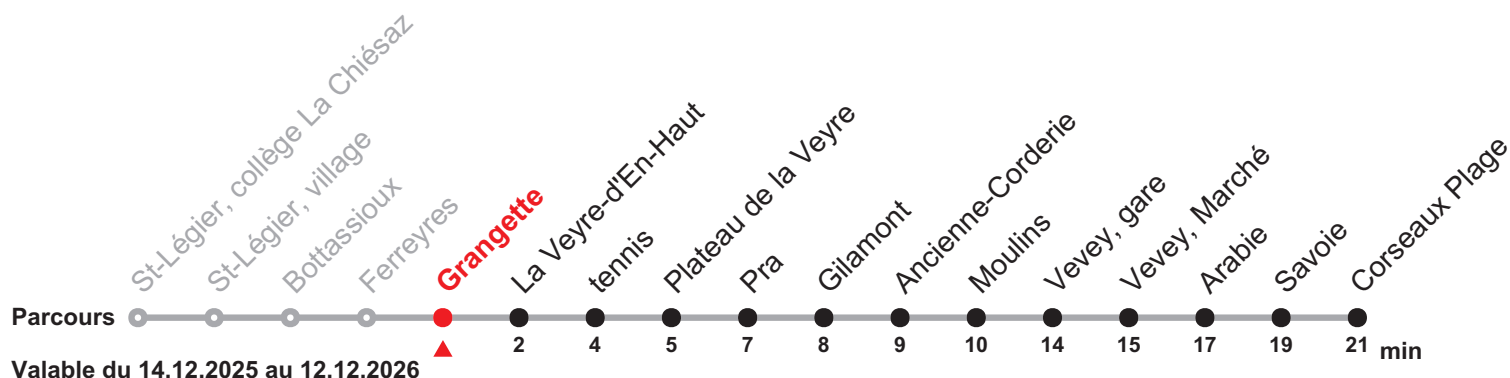 St-Légier, collège La Chiésaz
St-Légier, village
Bottassioux
Ferreyres
Grangette
La Veyre-d'En-Haut
tennis
Plateau de la Veyre
Pra
Gilamont
Ancienne-Corderie
Moulins
Vevey, gare
Vevey, Marché
Arabie
Savoie
Corseaux Plage
Parcours
2 4 5 7 8 9 10 14 15 17 19 21 min
Valable du 14.12.2025 au 12.12.2026